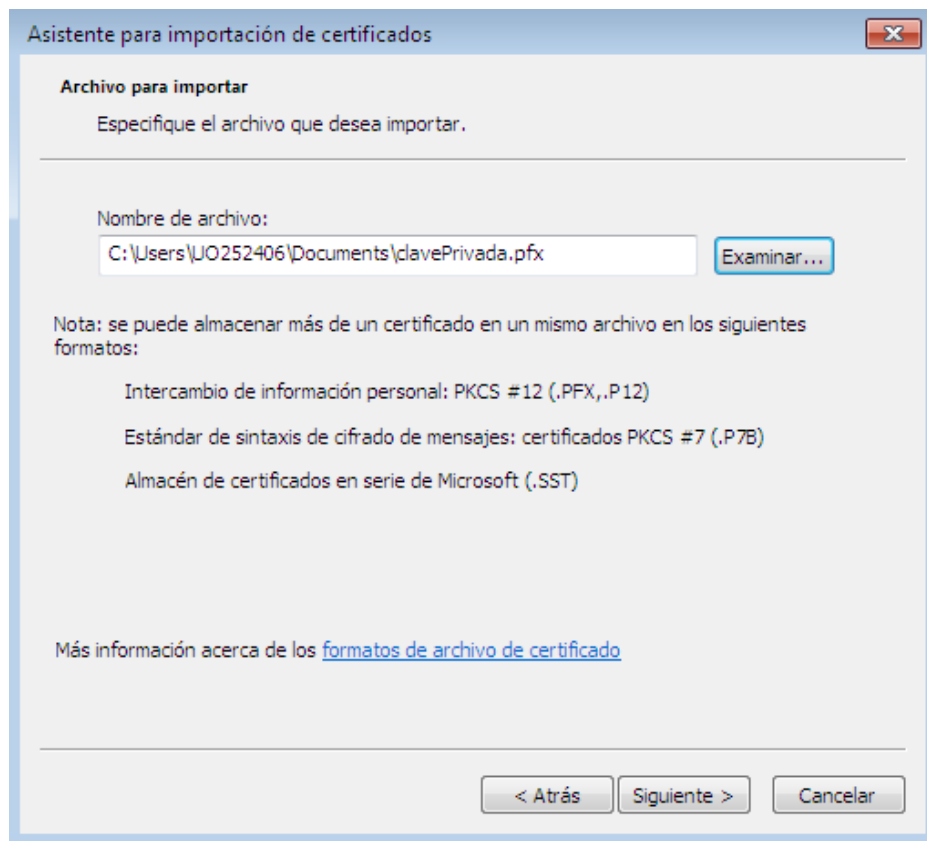 Asistente para importación de certificados
Archivo para importar
Especifique el archivo que desea importar.
Nombre de archivo:
C:\Users\UO252406\Documents\clavePrivada.pfx
Examinar...
Nota: se puede almacenar más de un certificado en un mismo archivo en los siguientes
formatos:
Intercambio de información personal: PKCS #12 (.PFX,.P12)
Estándar de sintaxis de cifrado de mensajes: certificados PKCS #7 (.P7B)
Almacén de certificados en serie de Microsoft (.SST)
Más información acerca de los formatos de archivo de certificado
< Atrás
Siguiente >
Cancelar